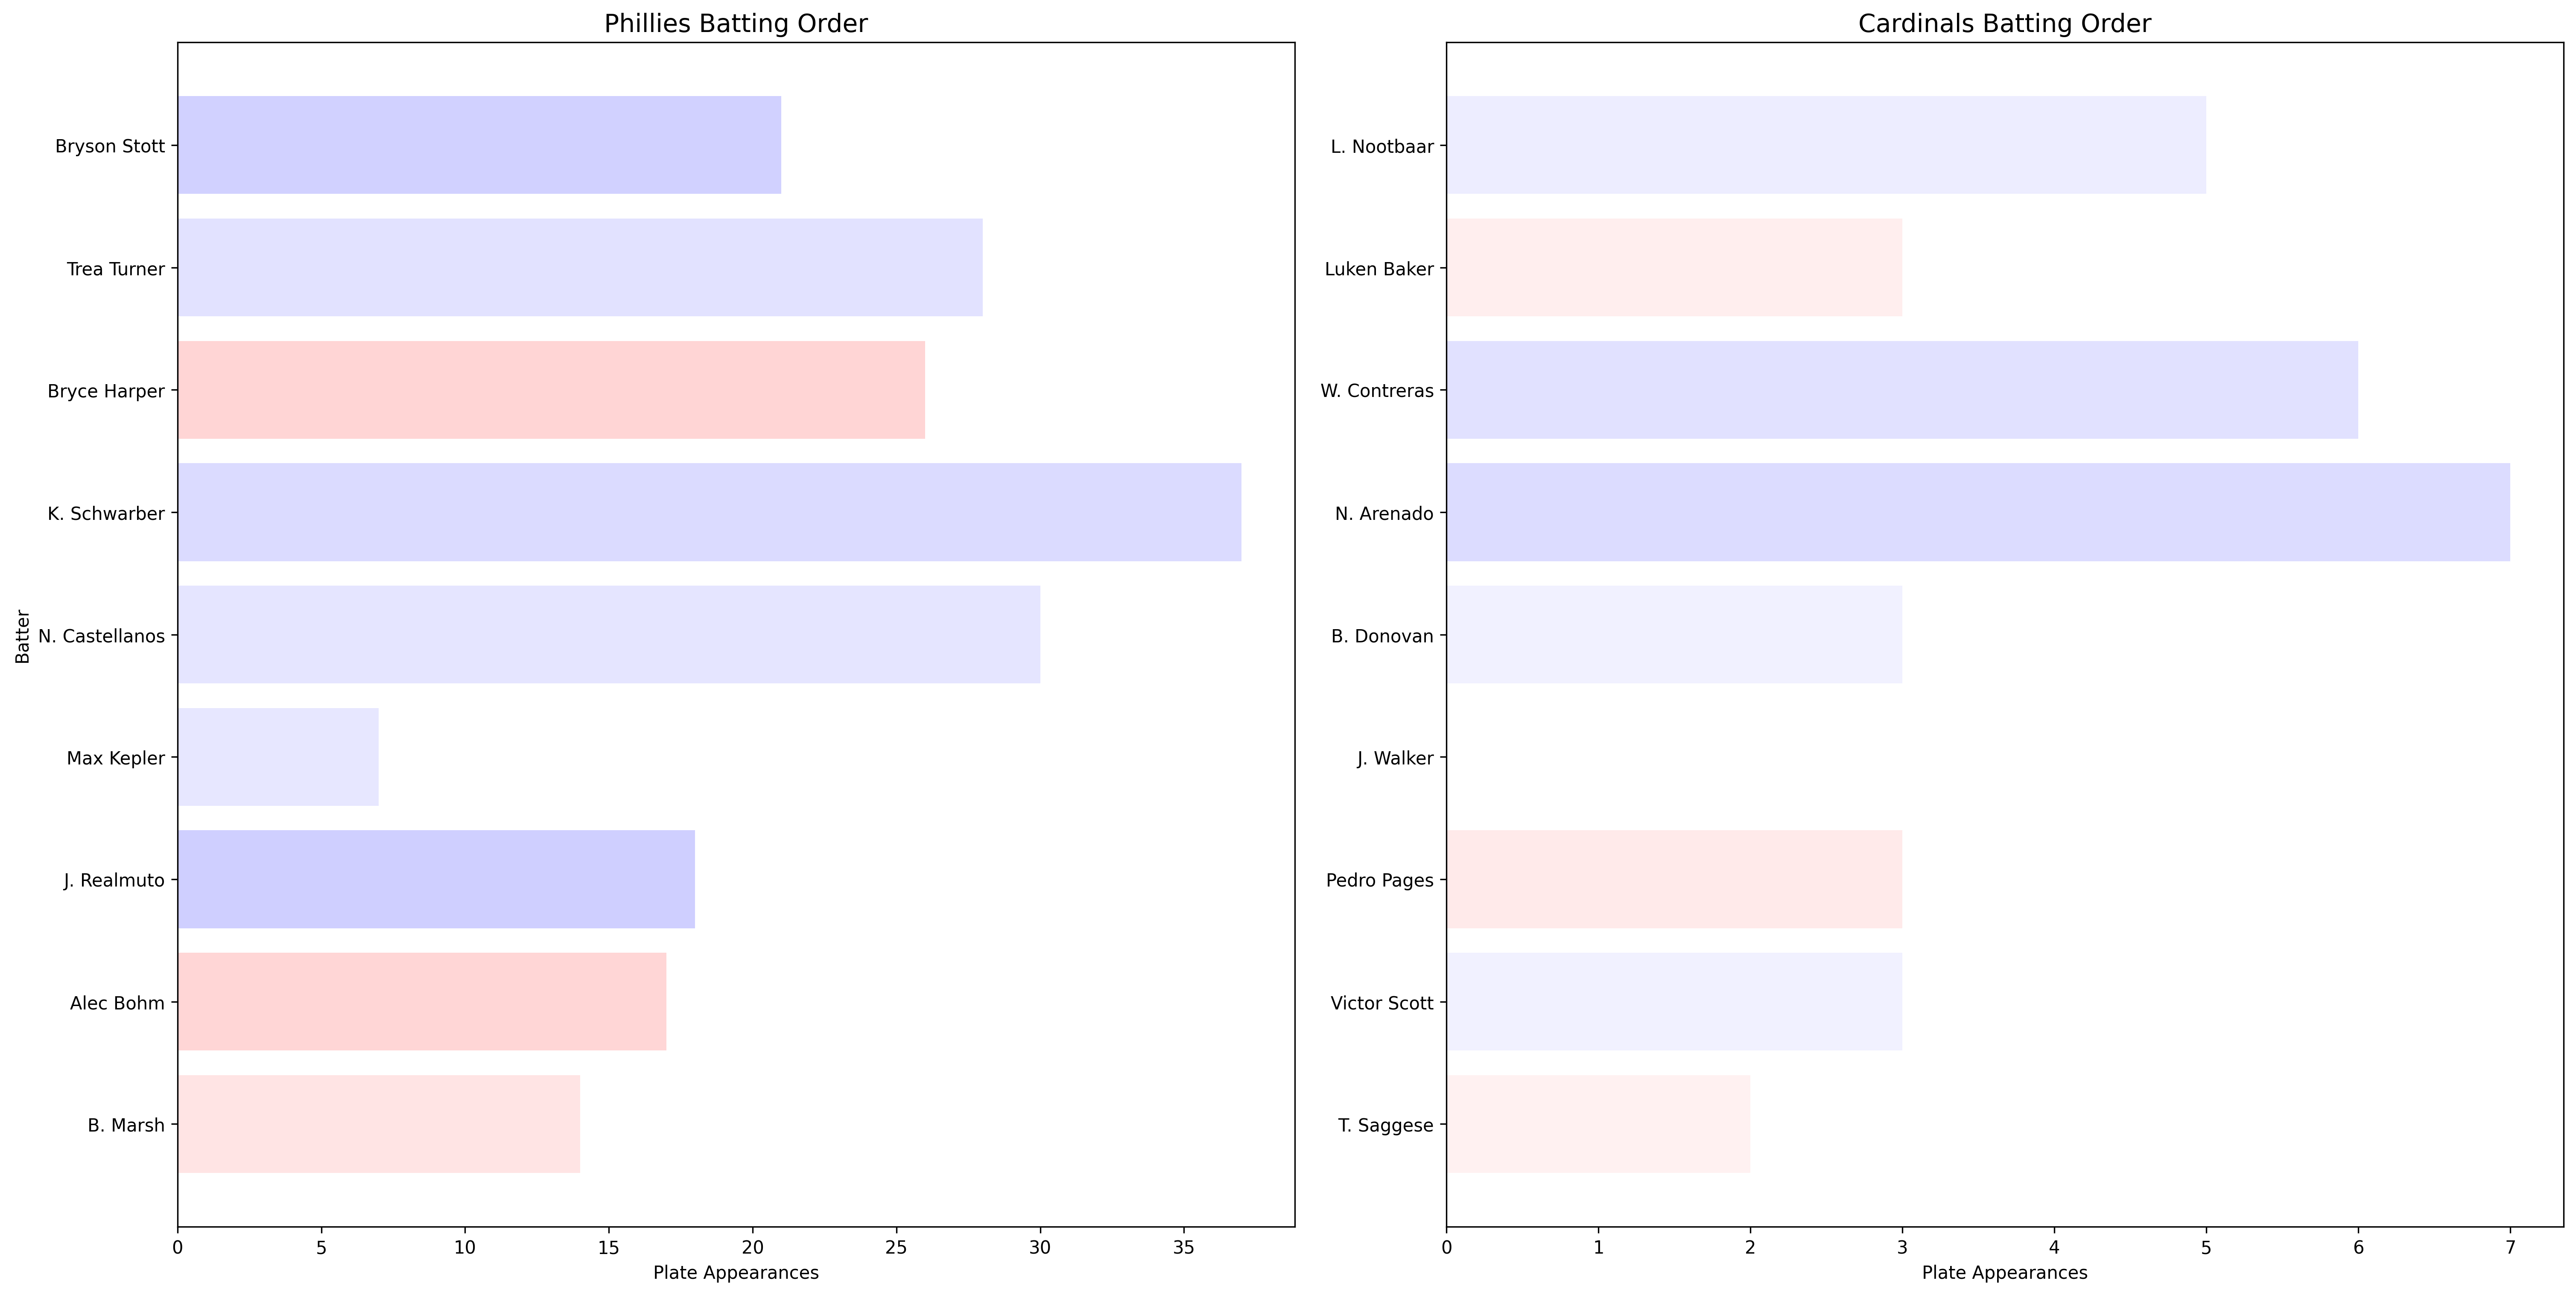 Phillies Batting Order
Batter
Bryson Stott
Trea Turner
Bryce Harper
K. Schwarber
N. Castellanos
Max Kepler
J. Realmuto
Alec Bohm
B. Marsh
0 5 10 15 20 25 30 35
Plate Appearances
Cardinals Batting Order
L. Nootbaar
Luken Baker
W. Contreras
N. Arenado
B. Donovan
J. Walker
Pedro Pages
Victor Scott
T. Saggese
0 1 2 3 4 5 6 7
Plate Appearances